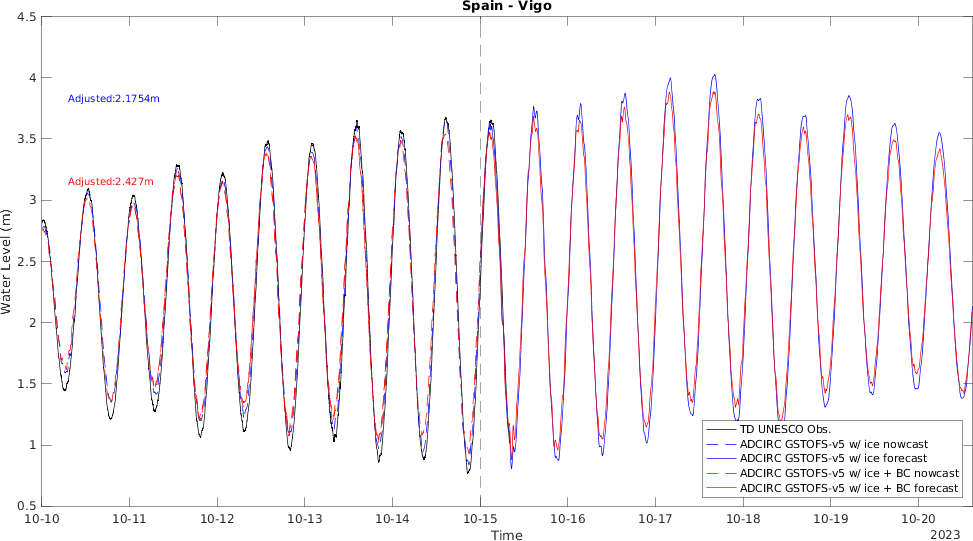 Spain - Vigo
4.5
4
3.5
3
2.5
2
1.5
1
0.5
Water Level (m)
Adjusted:2.1754m
Adjusted:2.427m
TD UNESCO Obs.
ADCIRC GSTOFS-v5 w/ ice nowcast
ADCIRC GSTOFS-v5 w/ ice forecast
ADCIRC GSTOFS-v5 w/ ice + BC nowcast
ADCIRC GSTOFS-v5 w/ ice + BC forecast
10-10 10-11 10-12 10-13 10-14 10-15 10-16 10-17 10-18 10-19 10-20
2023
Time